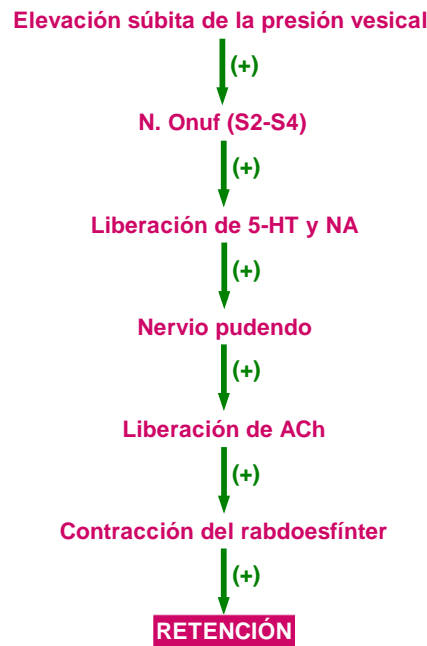 Elevación súbita de la presión vesical
(+)
N. Onuf (S2-S4)
(+)
Liberación de 5-HT y NA
(+)
Nervio pudendo
(+)
Liberación de ACh
(+)
Contracción del rabdoesfínter
(+)
RETENCIÓN